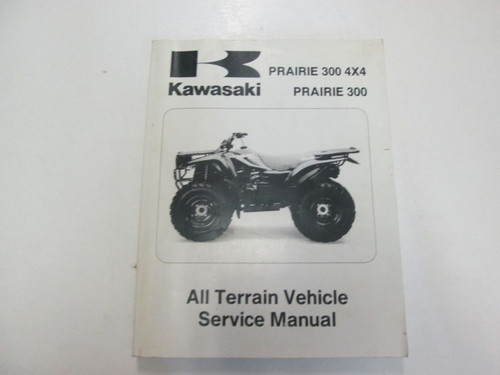 PRAIRIE 300 4X4
Kawasaki
PRAIRIE 300
All Terrain Vehicle
Service Manual